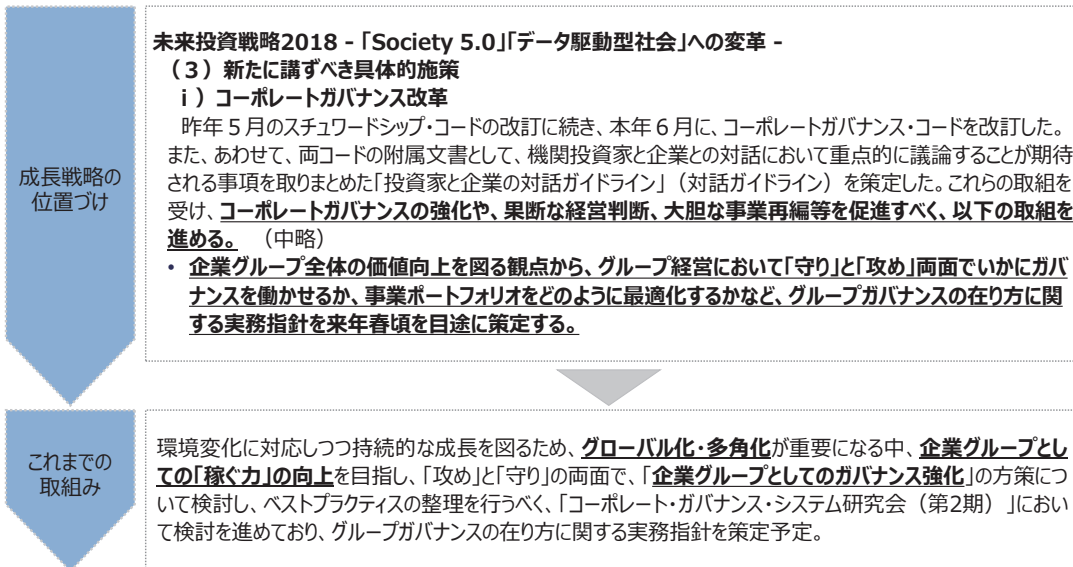 成長戦略の
位置づけ
未来投資戦略2018 - 「Society 5.0」「データ駆動型社会」への変革 -
（３）新たに講ずべき具体的施策
ⅰ）コーポレートガバナンス改革
昨年５月のスチュワードシップ・コードの改訂に続き、本年６月に、コーポレートガバナンス・コードを改訂した。
また、あわせて、両コードの附属文書として、機関投資家と企業との対話において重点的に議論することが期待
される事項を取りまとめた「投資家と企業の対話ガイドライン」（対話ガイドライン）を策定した。これらの取組を
受け、コーポレートガバナンスの強化や、果断な経営判断、大胆な事業再編等を促進すべく、以下の取組を
進める。 （中略）
• 企業グループ全体の価値向上を図る観点から、グループ経営において「守り」と「攻め」両面でいかにガバ
ナンスを働かせるか、事業ポートフォリオをどのように最適化するかなど、グループガバナンスの在り方に関
する実務指針を来年春頃を目途に策定する。
これまでの
取組み
環境変化に対応しつつ持続的な成長を図るため、グローバル化・多角化が重要になる中、企業グループとし
ての「稼ぐ力」の向上を目指し、「攻め」と「守り」の両面で、「企業グループとしてのガバナンス強化」の方策につ
いて検討し、ベストプラクティスの整理を行うべく、「コーポレート・ガバナンス・システム研究会（第2期）」におい
て検討を進めており、グループガバナンスの在り方に関する実務指針を策定予定。